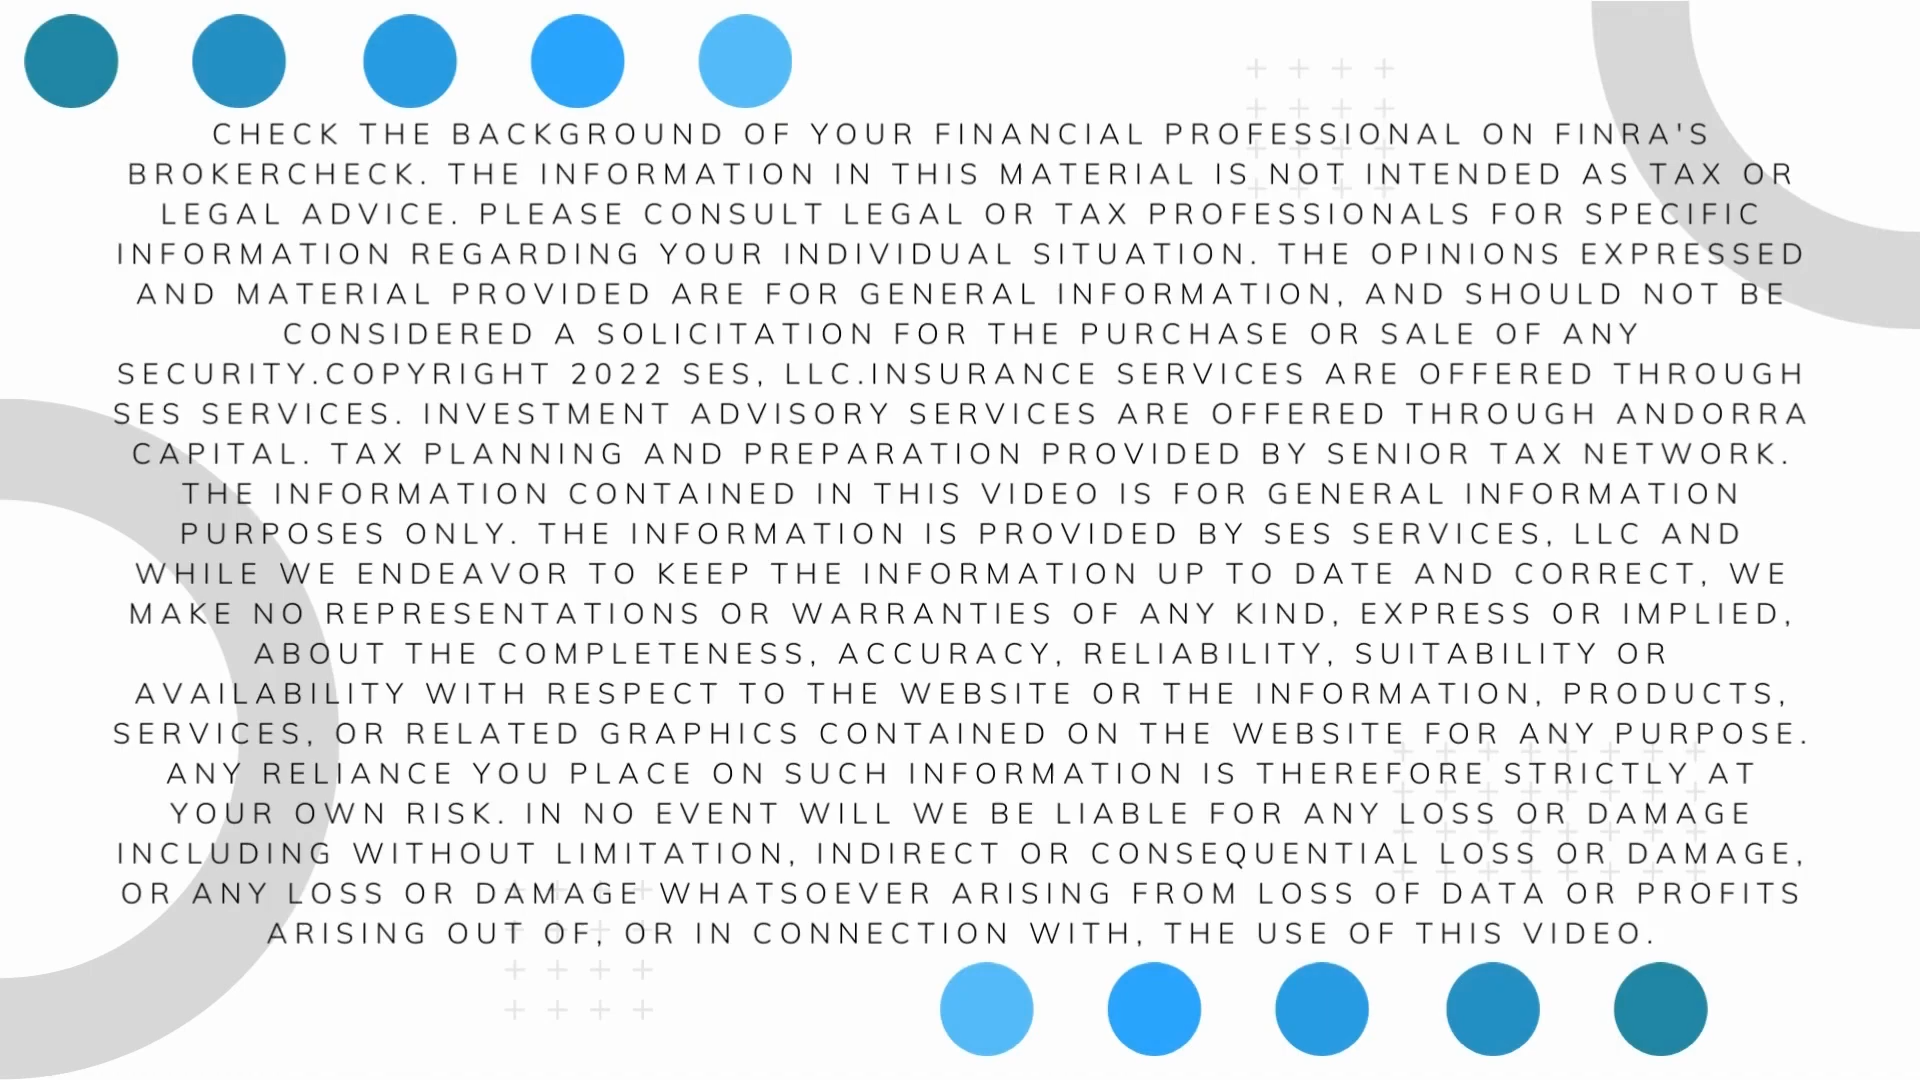 CHECK THE BACKGROUND OF YOUR FINANCIAL PROFESSIONAL ON FINRA'S
BROKERCHECK. THE INFORMATION IN THIS MATERIAL IS NOT INTENDED AS TAX OR
LEGAL ADVICE. PLEASE CONSULT LEGAL OR TAX PROFESSIONALS FOR SPECIFIC
INFORMATION REGARDING YOUR INDIVIDUAL SITUATION. THE OPINIONS EXPRESSED
AND MATERIAL PROVIDED ARE FOR GENERAL INFORMATION, AND SHOULD NOT BE
CONSIDERED A SOLICITATION FOR THE PURCHASE OR SALE OF ANY
SECURITY.COPYRIGHT 2022 SES, LLC.INSURANCE SERVICES ARE OFFERED THROUGH
SES SERVICES. INVESTMENT ADVISORY SERVICES ARE OFFERED THROUGH ANDORRA
CAPITAL. TAX PLANNING AND PREPARATION PROVIDED BY SENIOR TAX NETWORK.
THE INFORMATION CONTAINED IN THIS VIDEO IS FOR GENERAL INFORMATION
PURPOSES ONLY. THE INFORMATION IS PROVIDED BY SES SERVICES, LLC AND
WHILE WE ENDEAVOR TO KEEP THE INFORMATION UP TO DATE AND CORRECT, WE
MAKE NO REPRESENTATIONS OR WARRANTIES OF ANY KIND, EXPRESS OR IMPLIED,
ABOUT THE COMPLETENESS, ACCURACY, RELIABILITY, SUITABILITY OR
AVAILABILITY WITH RESPECT TO THE WEBSITE OR THE INFORMATION, PRODUCTS,
SERVICES, OR RELATED GRAPHICS CONTAINED ON THE WEBSITE FOR ANY PURPOSE.
ANY RELIANCE YOU PLACE ON SUCH INFORMATION IS THEREFORE STRICTLY AT
YOUR OWN RISK. IN NO EVENT WILL WE BE LIABLE FOR ANY LOSS OR DAMAGE
INCLUDING WITHOUT LIMITATION, INDIRECT OR CONSEQUENTIAL LOSS OR DAMAGE,
OR ANY LOSS OR DAMAGE WHATSOEVER ARISING FROM LOSS OF DATA OR PROFITS
ARISING OUT OF, OR IN CONNECTION WITH, THE USE OF THIS VIDEO.